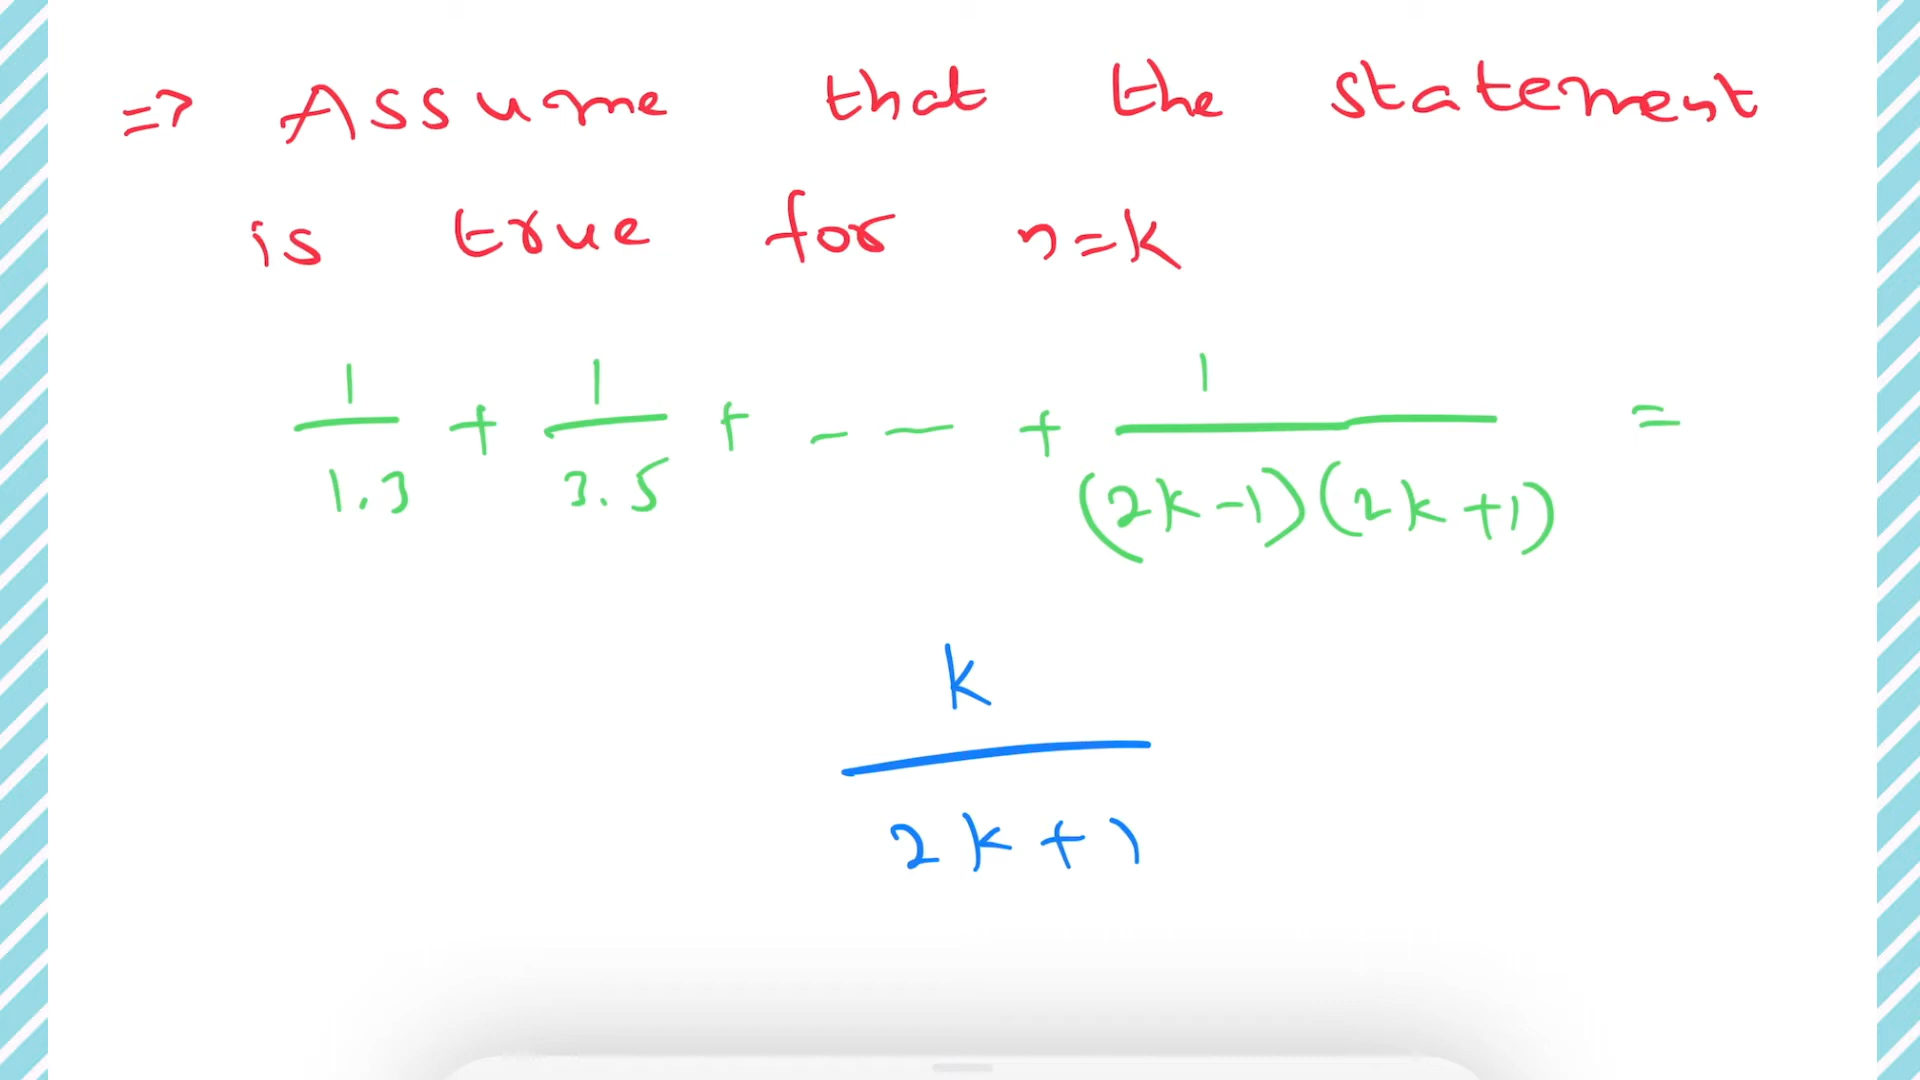 => Assume that the statement
is true for n=k
1/1.3 + 1/3.5 + - - - + 1/(2k-1)(2k+1) =
k/2k+1